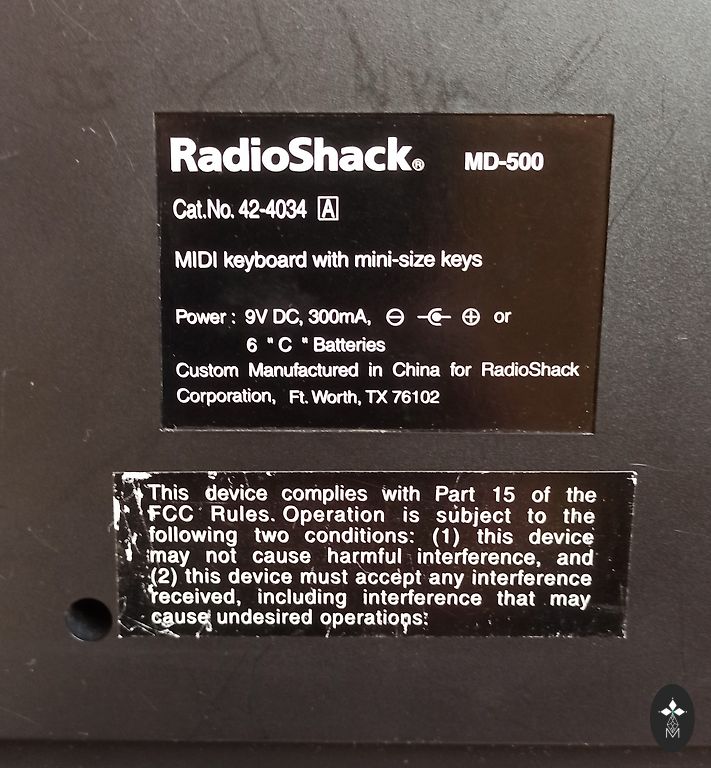 RadioShack® MD-500
Cat.No. 42-4034 A
MIDI keyboard with mini-size keys
Power : 9V DC, 300mA, ⊖ ⊕ or
6 "C" Batteries
Custom Manufactured in China for RadioShack
Corporation, Ft. Worth, TX 76102
This device complies with Part 15 of the
FCC Rules. Operation is subject to the
following two conditions: (1) this device
may not cause harmful interference, and
(2) this device must accept any interference
received, including interference that may
cause undesired operations.
M